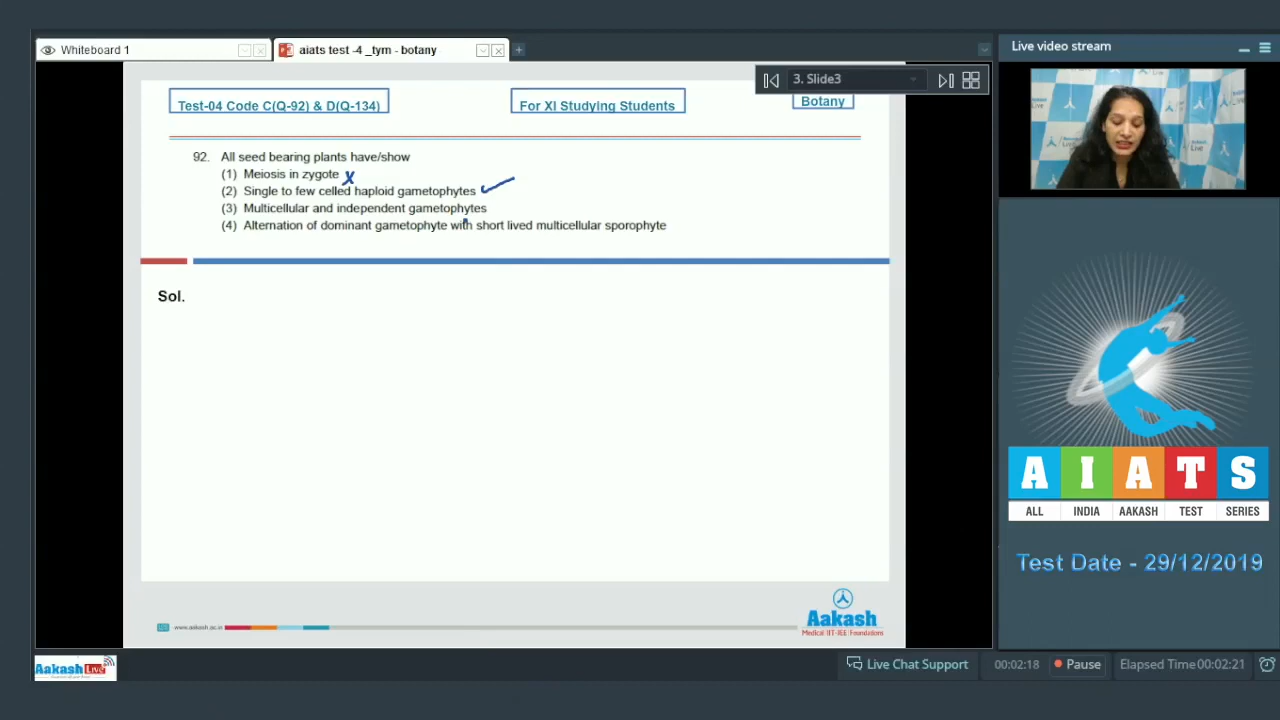 Whiteboard 1
aiats test -4 _tym - botany
Live video stream
3. Slide3
Test-04 Code C(Q-92) & D(Q-134)
For XI Studying Students
Botany
92. All seed bearing plants have/show
(1) Meiosis in zygote
(2) Single to few celled haploid gametophytes
(3) Multicellular and independent gametophytes
(4) Alternation of dominant gametophyte with short lived multicellular sporophyte
Sol.
A I A T S
ALL INDIA AAKASH TEST SERIES
Test Date - 29/12/2019
www.aakash.ac.in
Aakash
Medical|IIT-JEE|Foundations
Aakash Live
Live Chat Support
00:02:18
Pause
Elapsed Time 00:02:21